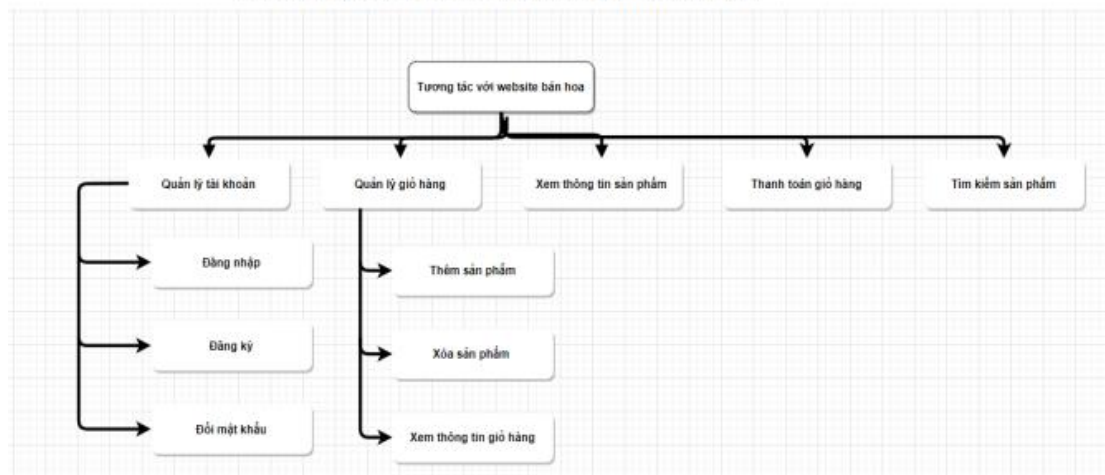 Tương tác với website bán hoa
Quản lý tài khoản
Quản lý giỏ hàng
Xem thông tin sản phẩm
Thanh toán giỏ hàng
Tìm kiếm sản phẩm
Đăng nhập
Thêm sản phẩm
Đăng ký
Xóa sản phẩm
Đổi mật khẩu
Xem thông tin giỏ hàng